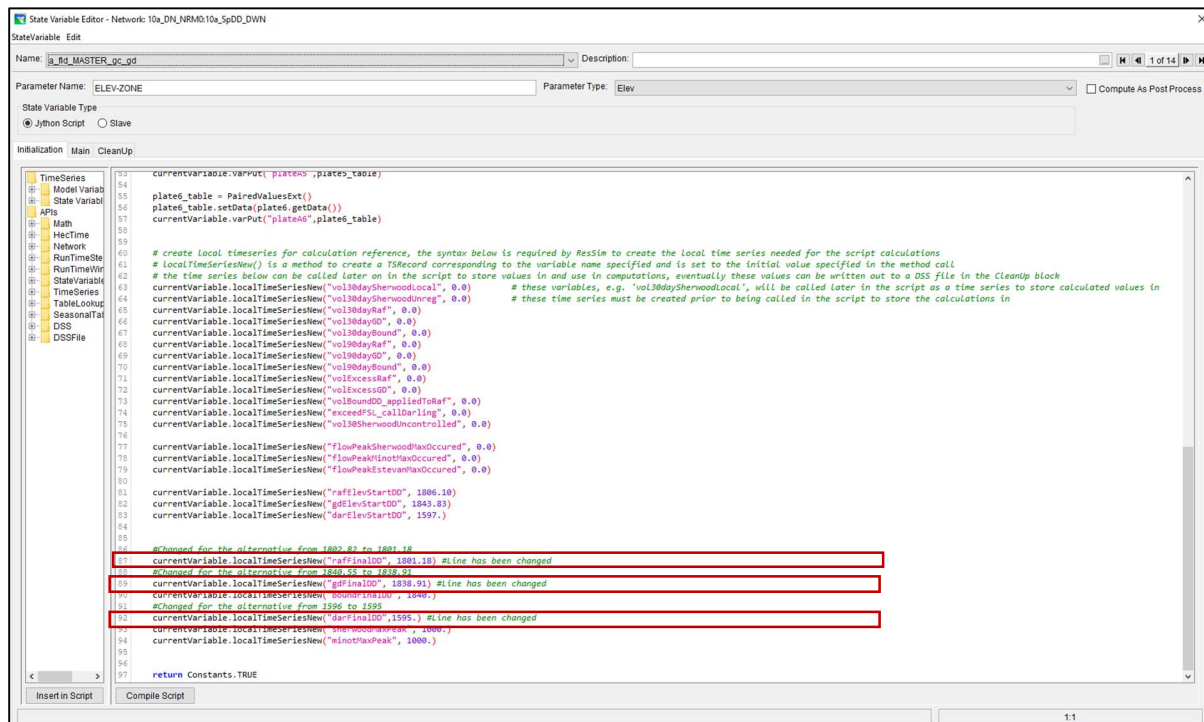 State Variable Editor - Network: 10a_DN_NRM0:10a_SpDD_DWN
StateVariable Edit
Name: a_fld_MASTER_gc_gd Description: 1 of 14
Parameter Name: ELEV-ZONE Parameter Type: Elev Compute As Post Process
State Variable Type
Jython Script Slave
Initialization Main CleanUp
TimeSeries
Model Variab
State Variabl
APIs
Math
HecTime
Network
RunTimeSte
RunTimeWin
StateVariable
TimeSeries
TableLookup
SeasonalTal
DSS
DSSFile
53 currentVariable.varPut("plateA5",plate5_table)
54
55 plate6_table = PairedValuesExt()
56 plate6_table.setData(plate6.getData())
57 currentVariable.varPut("plateA6",plate6_table)
58
59
60 # create local timeseries for calculation reference, the syntax below is required by ResSim to create the local time series needed for the script calculations
61 # LocalTimeSeriesNew() is a method to create a TSRecord corresponding to the variable name specified and is set to the initial value specified in the method call
62 # the time series below can be called later on in the script to store values in and use in computations, eventually these values can be written out to a DSS file in the CleanUp block
63 currentVariable.localTimeSeriesNew("vol30daySherwoodLocal", 0.0) # these variables, e.g. 'vol30daySherwoodLocal', will be called later in the script as a time series to store calculated values in
64 currentVariable.localTimeSeriesNew("vol30daySherwoodUnreg", 0.0) # these time series must be created prior to being called in the script to store the calculations in
65 currentVariable.localTimeSeriesNew("vol30dayRaf", 0.0)
66 currentVariable.localTimeSeriesNew("vol30dayGD", 0.0)
67 currentVariable.localTimeSeriesNew("vol30dayBound", 0.0)
68 currentVariable.localTimeSeriesNew("vol90dayRaf", 0.0)
69 currentVariable.localTimeSeriesNew("vol90dayGD", 0.0)
70 currentVariable.localTimeSeriesNew("vol90dayBound", 0.0)
71 currentVariable.localTimeSeriesNew("volExcessRaf", 0.0)
72 currentVariable.localTimeSeriesNew("volExcessGD", 0.0)
73 currentVariable.localTimeSeriesNew("volBoundDD_appliedToRaf", 0.0)
74 currentVariable.localTimeSeriesNew("exceedFSL_callDarling", 0.0)
75 currentVariable.localTimeSeriesNew("vol30SherwoodUncontrolled", 0.0)
76
77 currentVariable.localTimeSeriesNew("flowPeakSherwoodMaxOccured", 0.0)
78 currentVariable.localTimeSeriesNew("flowPeakMinotMaxOccured", 0.0)
79 currentVariable.localTimeSeriesNew("flowPeakEstevanMaxOccured", 0.0)
80
81 currentVariable.localTimeSeriesNew("rafElevStartDD", 1806.10)
82 currentVariable.localTimeSeriesNew("gdElevStartDD", 1843.83)
83 currentVariable.localTimeSeriesNew("darElevStartDD", 1597.)
84
85
86 #Changed for the alternative from 1802.82 to 1801.18
87 currentVariable.localTimeSeriesNew("rafFinalDD", 1801.18) #Line has been changed
88 #Changed for the alternative from 1840.55 to 1838.91
89 currentVariable.localTimeSeriesNew("gdFinalDD", 1838.91) #Line has been changed
90 currentVariable.localTimeSeriesNew("boundFinalDD", 1840.)
91 #Changed for the alternative from 1596 to 1595
92 currentVariable.localTimeSeriesNew("darFinalDD",1595.) #Line has been changed
93 currentVariable.localTimeSeriesNew("sherwoodMaxPeak", 1000.)
94 currentVariable.localTimeSeriesNew("minotMaxPeak", 1000.)
95
96
97 return Constants.TRUE
Insert in Script Compile Script
1:1